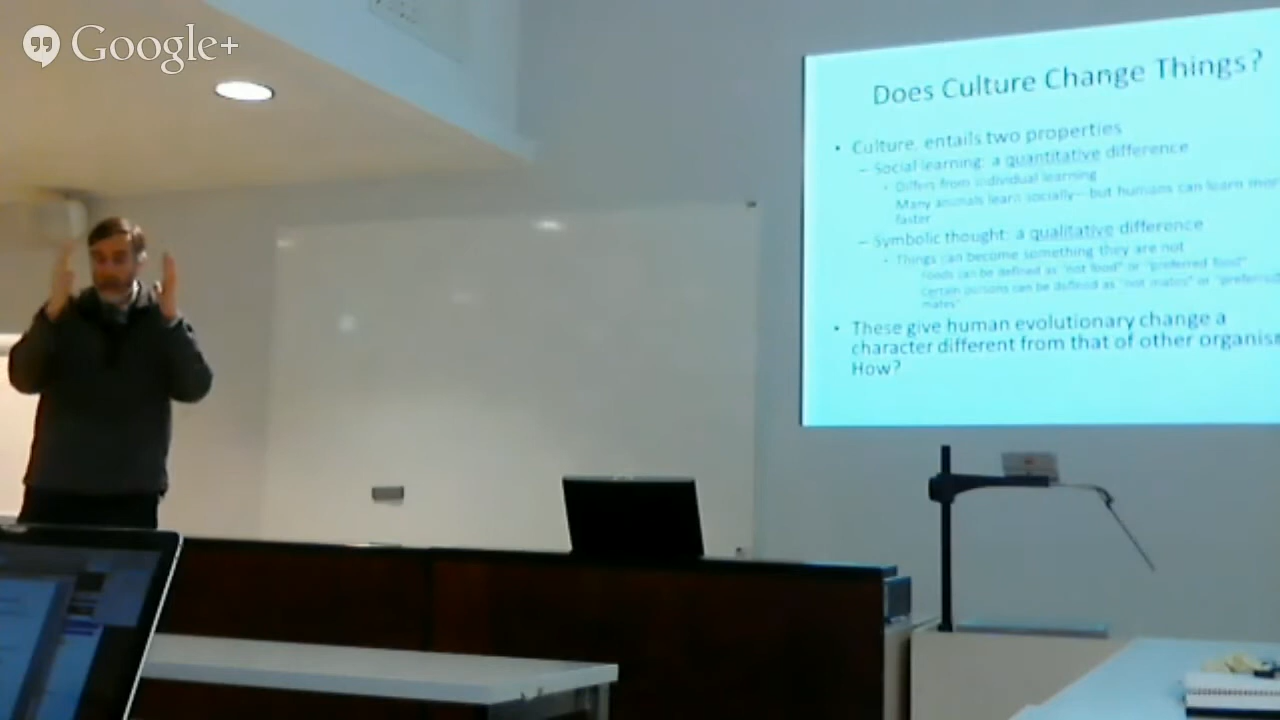 Google+
Does Culture Change Things?
• Culture, entails two properties
– Social learning: a quantitative difference
• Differs from individual learning
Many animals learn socially—but humans can learn more
faster
– Symbolic thought: a qualitative difference
• Things can become something they are not
Foods can be defined as "not food" or "preferred food"
Certain persons can be defined as "not mates" or "preferred
mates"
• These give human evolutionary change a
character different from that of other organism
How?